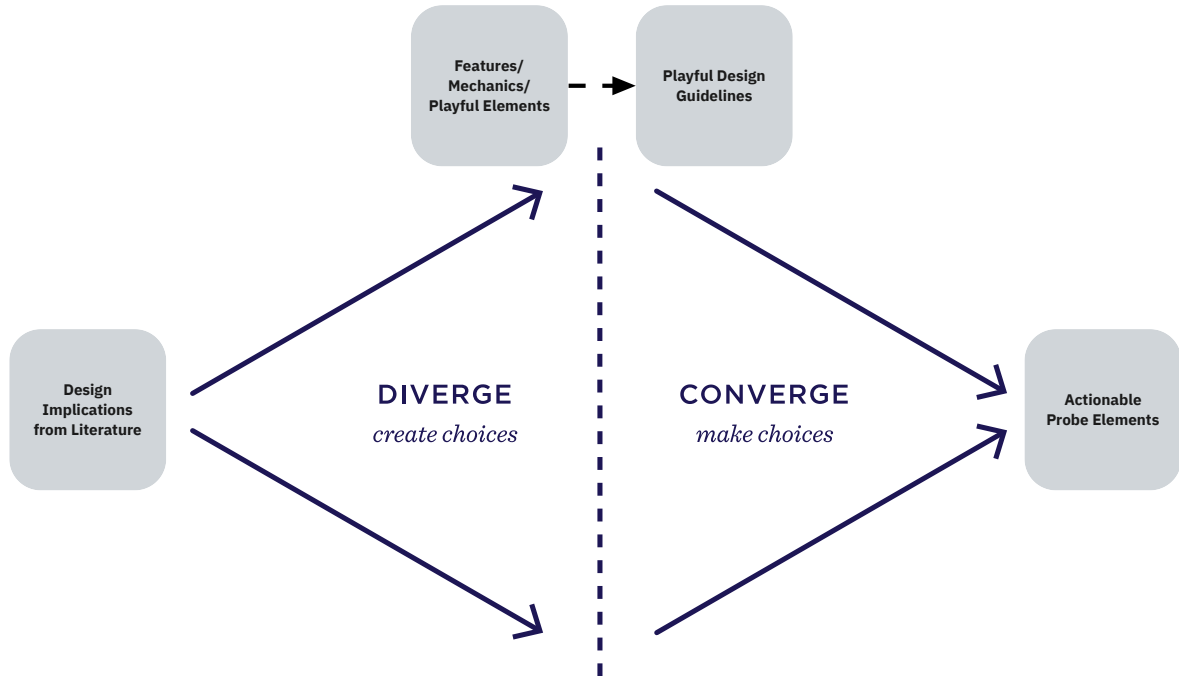 Features/
Mechanics/
Playful Elements
Playful Design
Guidelines
Design
Implications
from Literature
DIVERGE
create choices
CONVERGE
make choices
Actionable
Probe Elements